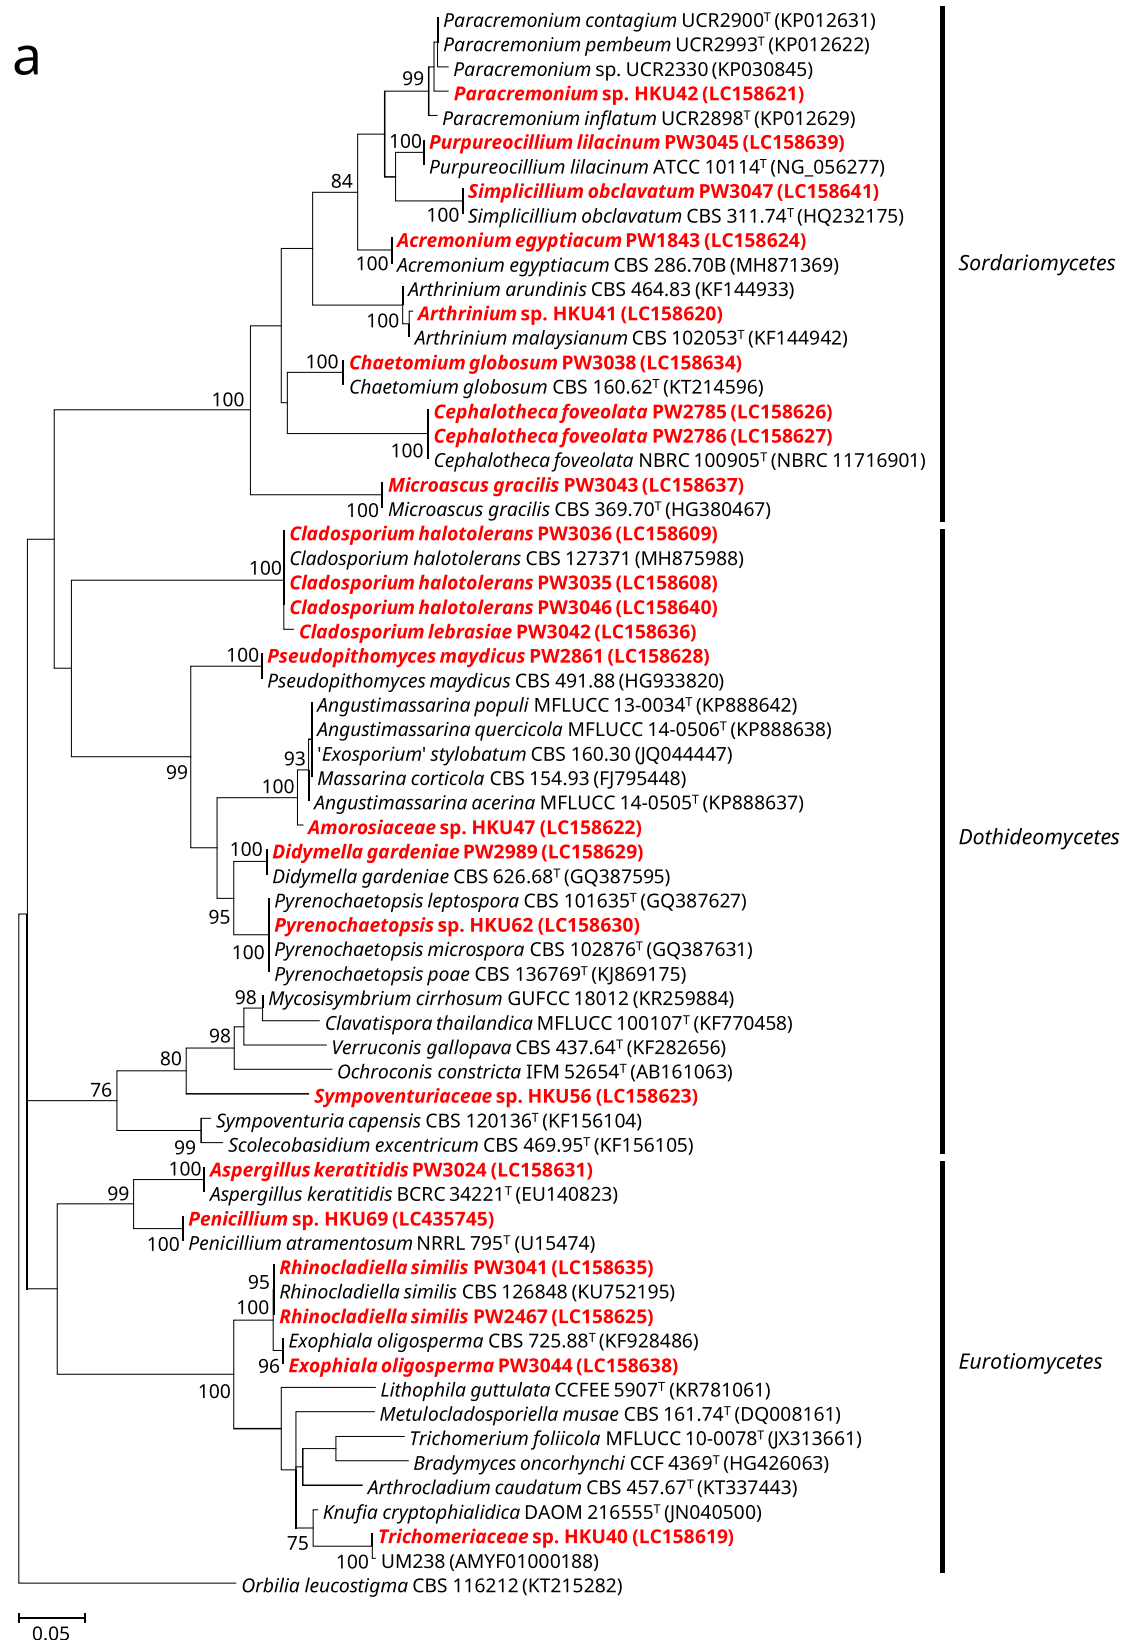 a
Paracremonium contagium UCR2900ᵀ (KP012631)
Paracremonium pembeum UCR2993ᵀ (KP012622)
Paracremonium sp. UCR2330 (KP030845)
99
Paracremonium sp. HKU42 (LC158621)
Paracremonium inflatum UCR2898ᵀ (KP012629)
100
Purpureocillium lilacinum PW3045 (LC158639)
Purpureocillium lilacinum ATCC 10114ᵀ (NG_056277)
84
Simplicillium obclavatum PW3047 (LC158641)
100
Simplicillium obclavatum CBS 311.74ᵀ (HQ232175)
Acremonium egyptiacum PW1843 (LC158624)
100
Acremonium egyptiacum CBS 286.70B (MH871369)
Sordariomycetes
Arthrinium arundinis CBS 464.83 (KF144933)
Arthrinium sp. HKU41 (LC158620)
100
Arthrinium malaysianum CBS 102053ᵀ (KF144942)
100
Chaetomium globosum PW3038 (LC158634)
Chaetomium globosum CBS 160.62ᵀ (KT214596)
100
Cephalotheca foveolata PW2785 (LC158626)
Cephalotheca foveolata PW2786 (LC158627)
100
Cephalotheca foveolata NBRC 100905ᵀ (NBRC 11716901)
Microascus gracilis PW3043 (LC158637)
100
Microascus gracilis CBS 369.70ᵀ (HG380467)
Cladosporium halotolerans PW3036 (LC158609)
Cladosporium halotolerans CBS 127371 (MH875988)
100
Cladosporium halotolerans PW3035 (LC158608)
Cladosporium halotolerans PW3046 (LC158640)
Cladosporium lebrasiae PW3042 (LC158636)
100
Pseudopithomyces maydicus PW2861 (LC158628)
Pseudopithomyces maydicus CBS 491.88 (HG933820)
Angustimassarina populi MFLUCC 13-0034ᵀ (KP888642)
Angustimassarina quercicola MFLUCC 14-0506ᵀ (KP888638)
93
'Exosporium' stylobatum CBS 160.30 (JQ044447)
99
100
Massarina corticola CBS 154.93 (FJ795448)
Angustimassarina acerina MFLUCC 14-0505ᵀ (KP888637)
Amorosiaceae sp. HKU47 (LC158622)
Dothideomycetes
100
Didymella gardeniae PW2989 (LC158629)
Didymella gardeniae CBS 626.68ᵀ (GQ387595)
Pyrenochaetopsis leptospora CBS 101635ᵀ (GQ387627)
95
Pyrenochaetopsis sp. HKU62 (LC158630)
100
Pyrenochaetopsis microspora CBS 102876ᵀ (GQ387631)
Pyrenochaetopsis poae CBS 136769ᵀ (KJ869175)
98
Mycosisymbrium cirrhosum GUFCC 18012 (KR259884)
Clavatispora thailandica MFLUCC 100107ᵀ (KF770458)
98
Verruconis gallopava CBS 437.64ᵀ (KF282656)
80
Ochroconis constricta IFM 52654ᵀ (AB161063)
76
Sympoventuriaceae sp. HKU56 (LC158623)
Sympoventuria capensis CBS 120136ᵀ (KF156104)
99
Scolecobasidium excentricum CBS 469.95ᵀ (KF156105)
100
Aspergillus keratitidis PW3024 (LC158631)
99
Aspergillus keratitidis BCRC 34221ᵀ (EU140823)
Penicillium sp. HKU69 (LC435745)
100
Penicillium atramentosum NRRL 795ᵀ (U15474)
Rhinocladiella similis PW3041 (LC158635)
95
Rhinocladiella similis CBS 126848 (KU752195)
100
Rhinocladiella similis PW2467 (LC158625)
Exophiala oligosperma CBS 725.88ᵀ (KF928486)
96
Exophiala oligosperma PW3044 (LC158638)
Eurotiomycetes
100
Lithophila guttulata CCFEE 5907ᵀ (KR781061)
Metulocladosporiella musae CBS 161.74ᵀ (DQ008161)
Trichomerium foliicola MFLUCC 10-0078ᵀ (JX313661)
Bradymyces oncorhynchi CCF 4369ᵀ (HG426063)
Arthrocladium caudatum CBS 457.67ᵀ (KT337443)
Knufia cryptophialidica DAOM 216555ᵀ (JN040500)
75
Trichomeriaceae sp. HKU40 (LC158619)
100
UM238 (AMYF01000188)
Orbilia leucostigma CBS 116212 (KT215282)
0.05